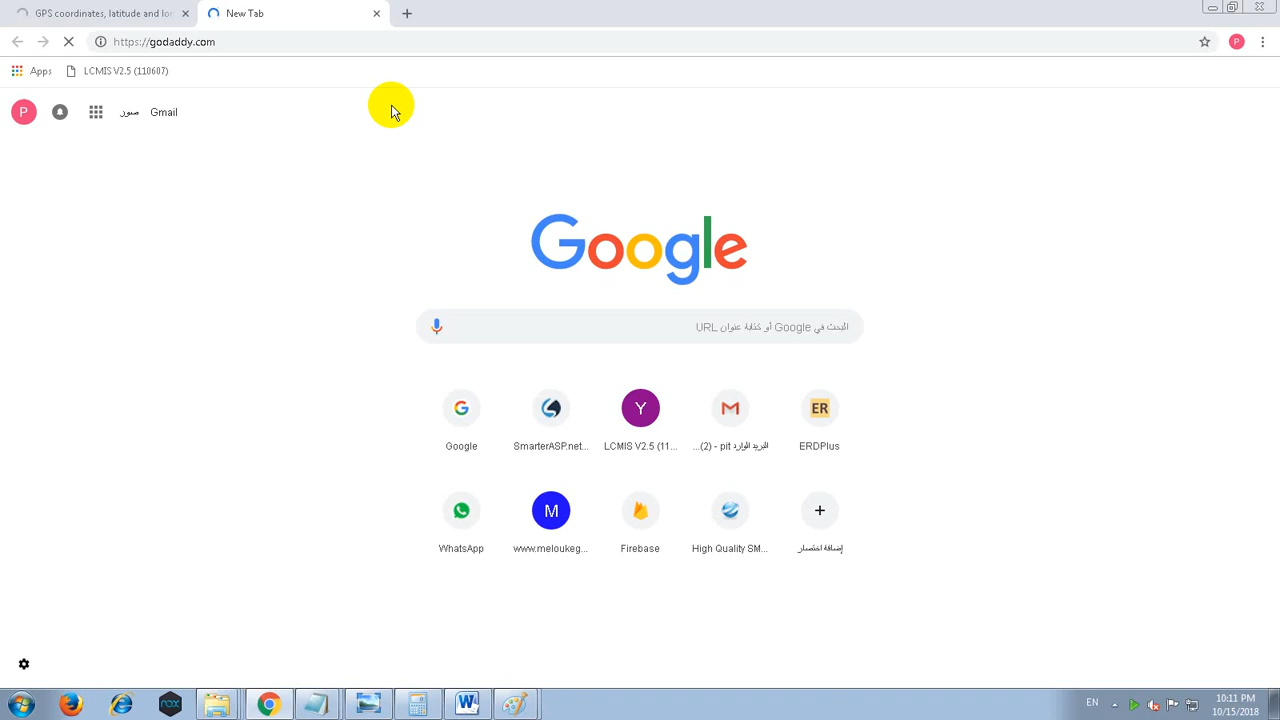 GPS coordinates, latitude and lor
New Tab
https://godaddy.com
P
Apps
LCMIS V2.5 (110607)
P
صور
Gmail
Google
البحث في Google أو كتابة عنوان URL
Y
ER
Google
SmarterASP.net...
LCMIS V2.5 (11...
البريد الوارد (2) - pit...
ERDPlus
M
WhatsApp
www.meloukeg...
Firebase
High Quality SM...
إضافة اختصار
nox
W
EN
10:11 PM
10/15/2018